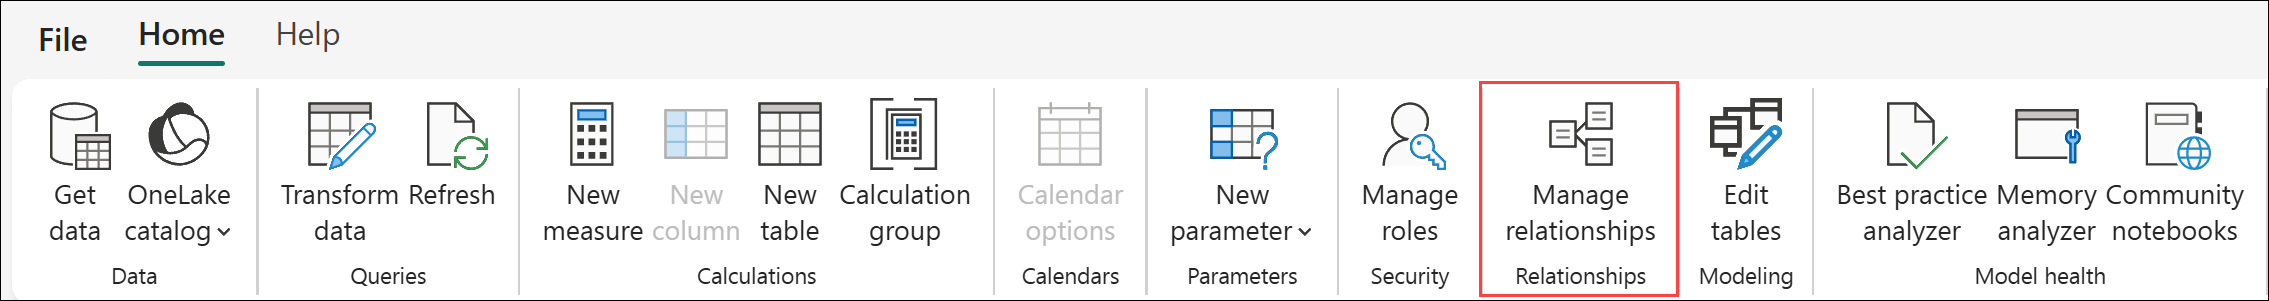 File Home Help
Get data
OneLake catalog
Transform data
Refresh
New measure
New column
New table
Calculation group
Calendar options
New parameter
Manage roles
Manage relationships
Edit tables
Best practice analyzer
Memory analyzer
Community notebooks
Data Queries Calculations Calendars Parameters Security Relationships Modeling Model health